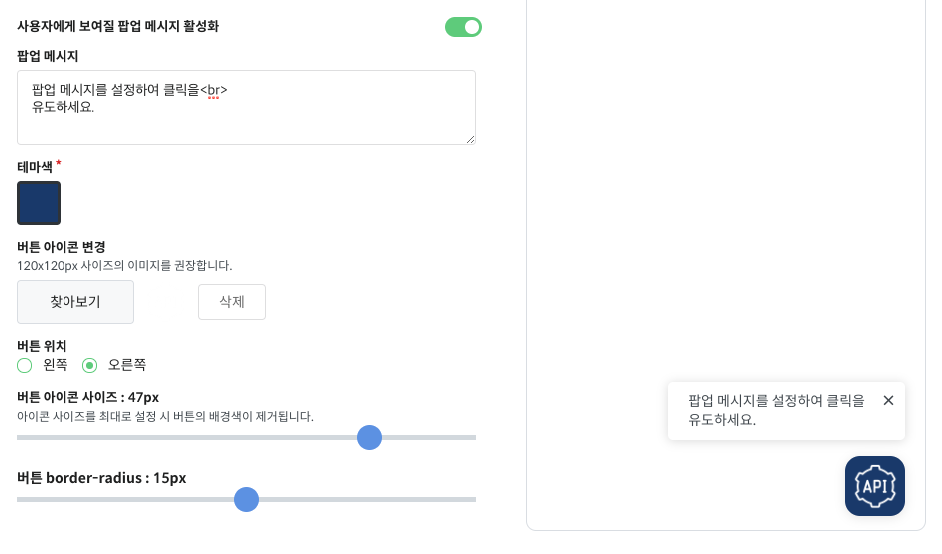 사용자에게 보여질 팝업 메시지 활성화
팝업 메시지
팝업 메시지를 설정하여 클릭을<br>
유도하세요.
테마색 *
버튼 아이콘 변경
120x120px 사이즈의 이미지를 권장합니다.
찾아보기
삭제
버튼 위치
왼쪽
오른쪽
버튼 아이콘 사이즈 : 47px
아이콘 사이즈를 최대로 설정 시 버튼의 배경색이 제거됩니다.
버튼 border-radius : 15px
팝업 메시지를 설정하여 클릭을
유도하세요.
API